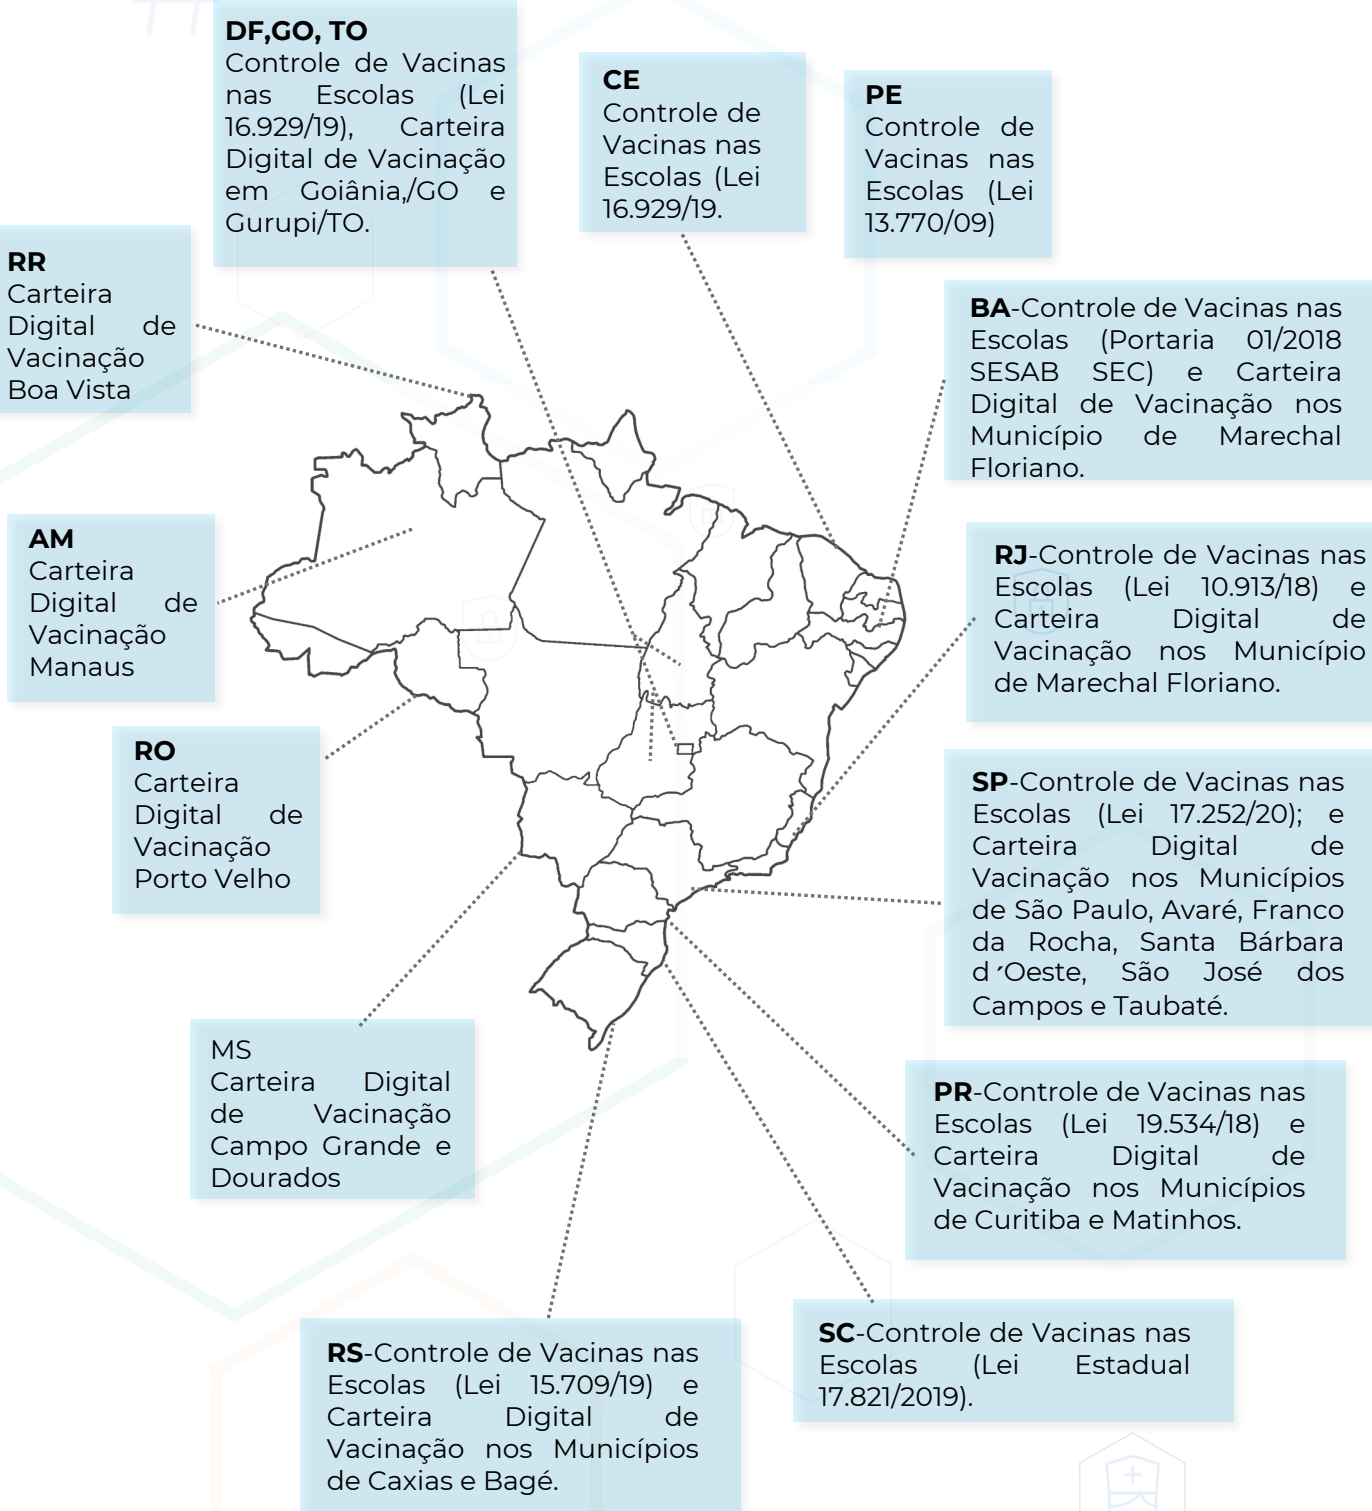 DF,GO, TO
Controle de Vacinas
nas Escolas (Lei
16.929/19), Carteira
Digital de Vacinação
em Goiânia,/GO e
Gurupi/TO.
CE
Controle de
Vacinas nas
Escolas (Lei
16.929/19.
PE
Controle de
Vacinas nas
Escolas (Lei
13.770/09)
RR
Carteira
Digital de
Vacinação
Boa Vista
BA-Controle de Vacinas nas
Escolas (Portaria 01/2018
SESAB SEC) e Carteira
Digital de Vacinação nos
Município de Marechal
Floriano.
AM
Carteira
Digital de
Vacinação
Manaus
RJ-Controle de Vacinas nas
Escolas (Lei 10.913/18) e
Carteira Digital de
Vacinação nos Município
de Marechal Floriano.
RO
Carteira
Digital de
Vacinação
Porto Velho
SP-Controle de Vacinas nas
Escolas (Lei 17.252/20); e
Carteira Digital de
Vacinação nos Municípios
de São Paulo, Avaré, Franco
da Rocha, Santa Bárbara
d´Oeste, São José dos
Campos e Taubaté.
MS
Carteira Digital
de Vacinação
Campo Grande e
Dourados
PR-Controle de Vacinas nas
Escolas (Lei 19.534/18) e
Carteira Digital de
Vacinação nos Municípios
de Curitiba e Matinhos.
SC-Controle de Vacinas nas
Escolas (Lei Estadual
17.821/2019).
RS-Controle de Vacinas nas
Escolas (Lei 15.709/19) e
Carteira Digital de
Vacinação nos Municípios
de Caxias e Bagé.